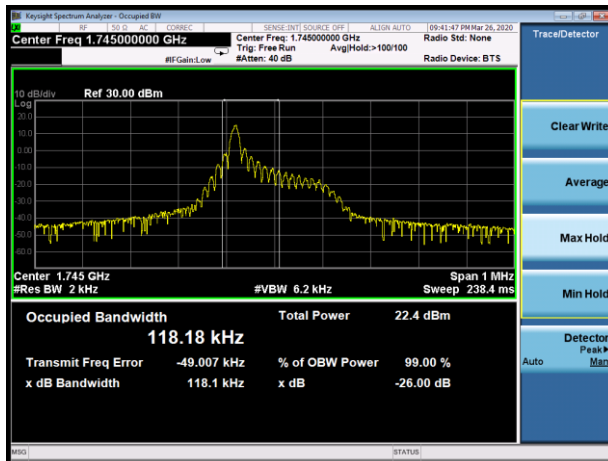 Keysight Spectrum Analyzer - Occupied BW
RF 50 Ω AC CORREC SENSE:INT SOURCE OFF ALIGN AUTO 09:41:47 PM Mar 26, 2020
Center Freq 1.745000000 GHz Center Freq: 1.745000000 GHz Radio Std: None Trace/Detector
Trig: Free Run Avg|Hold:>100/100
#IFGain:Low #Atten: 40 dB Radio Device: BTS
10 dB/div Ref 30.00 dBm
Log
20.0
10.0
0.00
-10.0
-20.0
-30.0
-40.0
-50.0
-60.0
Clear Write
Average
Max Hold
Min Hold
Center 1.745 GHz Span 1 MHz
#Res BW 2 kHz #VBW 6.2 kHz Sweep 238.4 ms
Occupied Bandwidth Total Power 22.4 dBm
118.18 kHz
Transmit Freq Error -49.007 kHz % of OBW Power 99.00 %
x dB Bandwidth 118.1 kHz x dB -26.00 dB
Detector
Peak
Auto Man
MSG STATUS